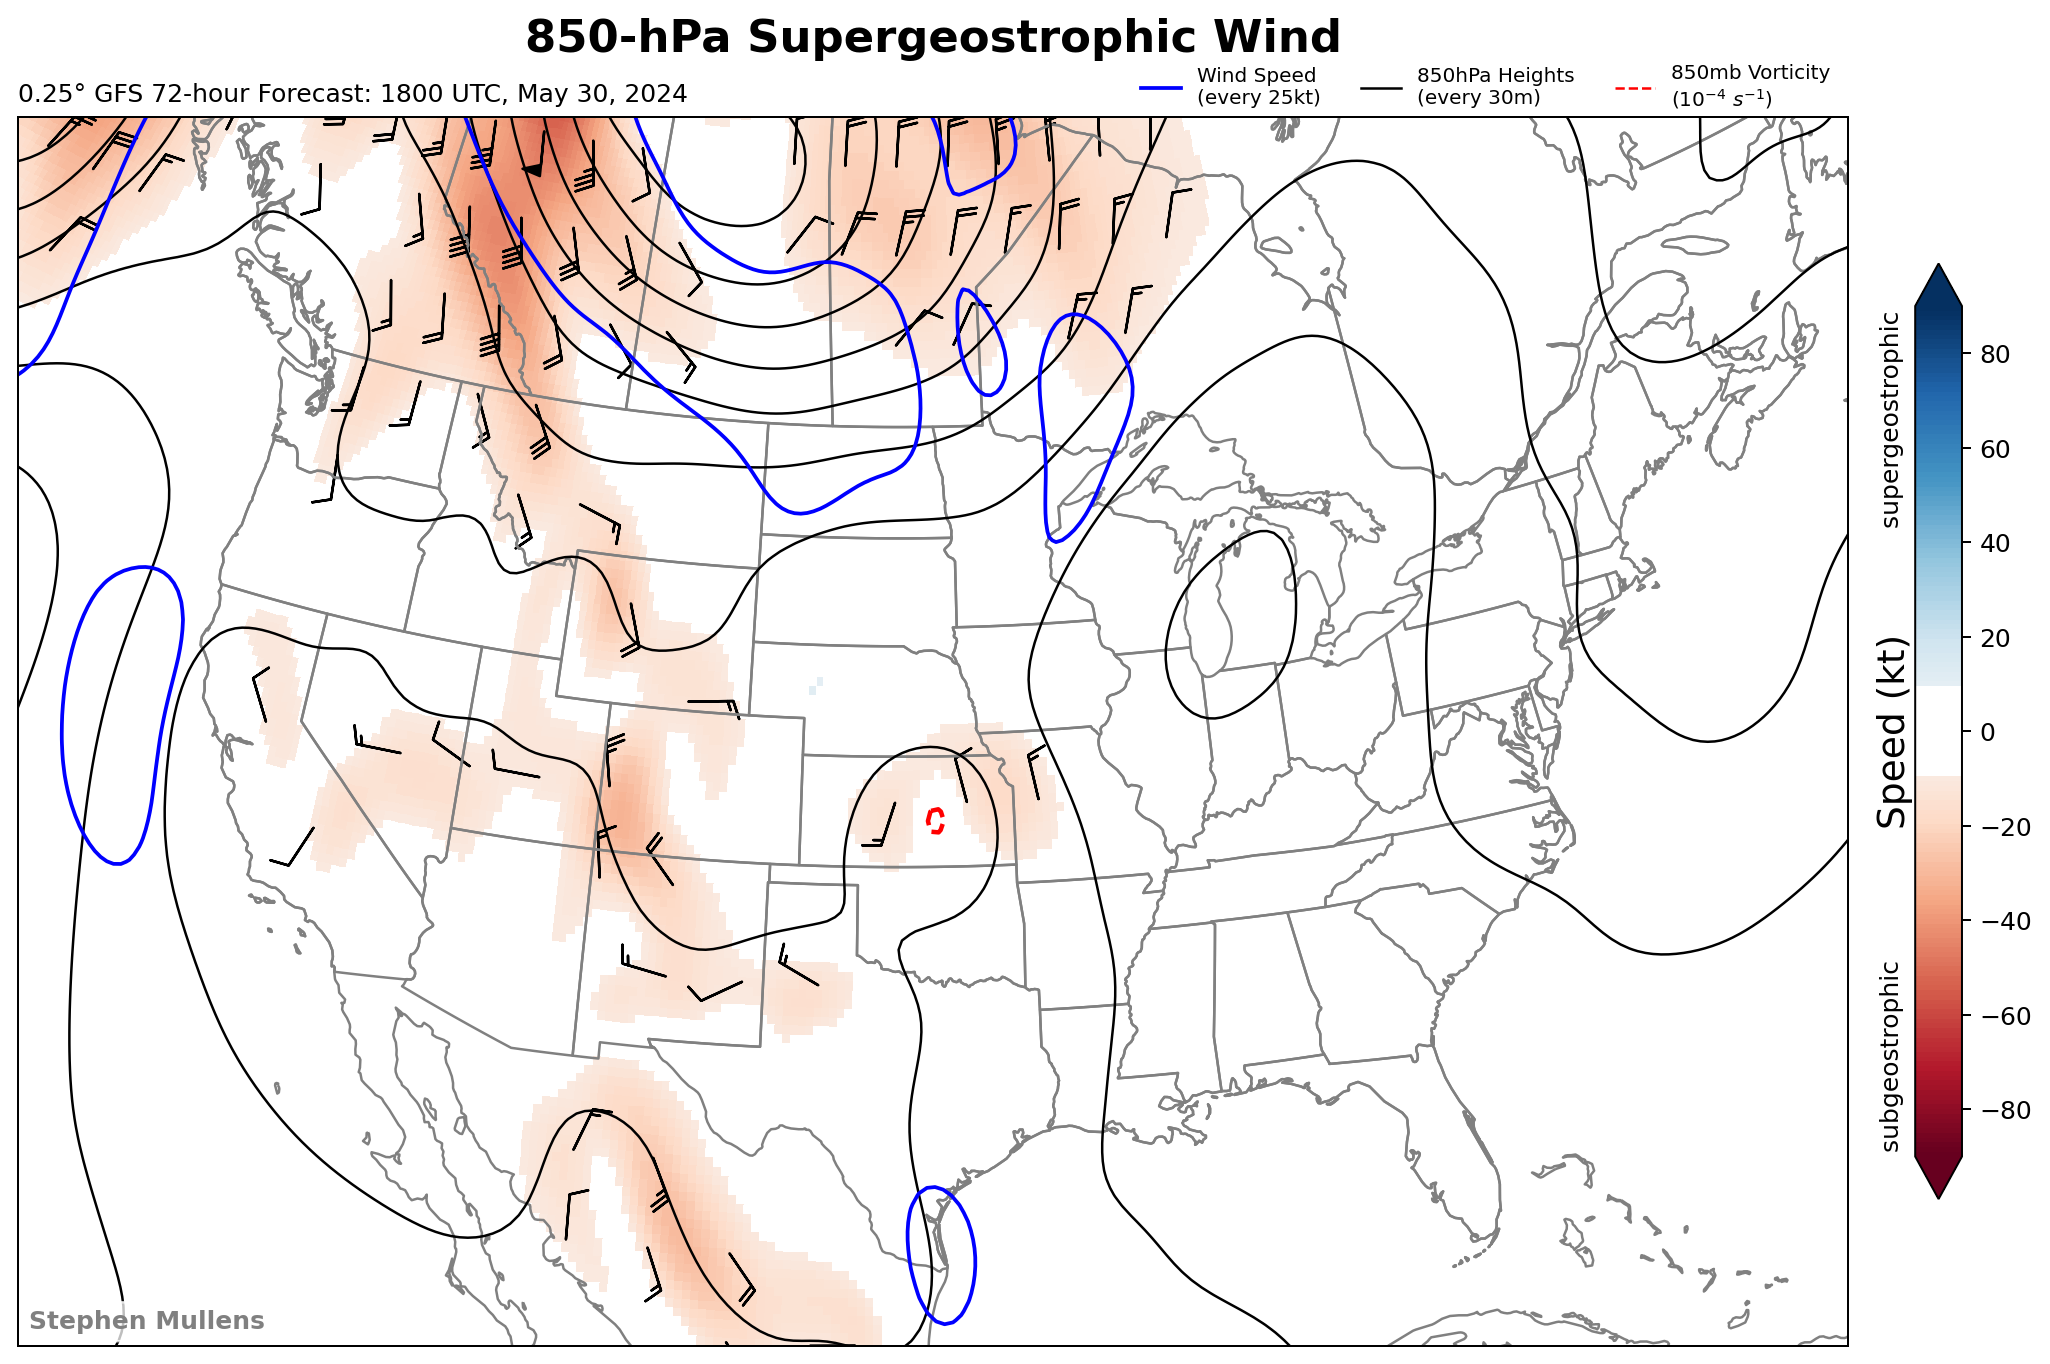 850-hPa Supergeostrophic Wind
0.25° GFS 72-hour Forecast: 1800 UTC, May 30, 2024
Wind Speed
(every 25kt)
850hPa Heights
(every 30m)
850mb Vorticity
(10⁻⁴ s⁻¹)
supergeostrophic
Speed (kt)
subgeostrophic
80
60
40
20
0
−20
−40
−60
−80
Stephen Mullens